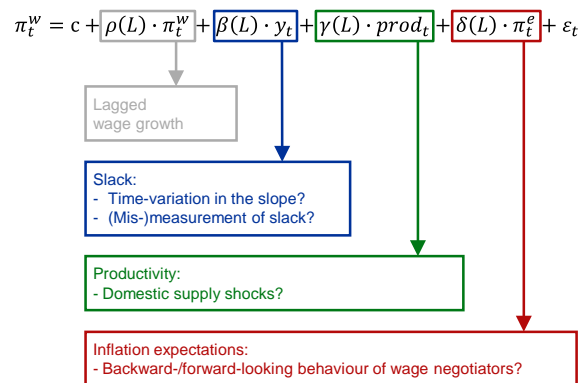 π_t^w = c + ρ(L) · π_t^w + β(L) · y_t + γ(L) · prod_t + δ(L) · π_t^e + ε_t
Lagged
wage growth
Slack:
- Time-variation in the slope?
- (Mis-)measurement of slack?
Productivity:
- Domestic supply shocks?
Inflation expectations:
- Backward-/forward-looking behaviour of wage negotiators?